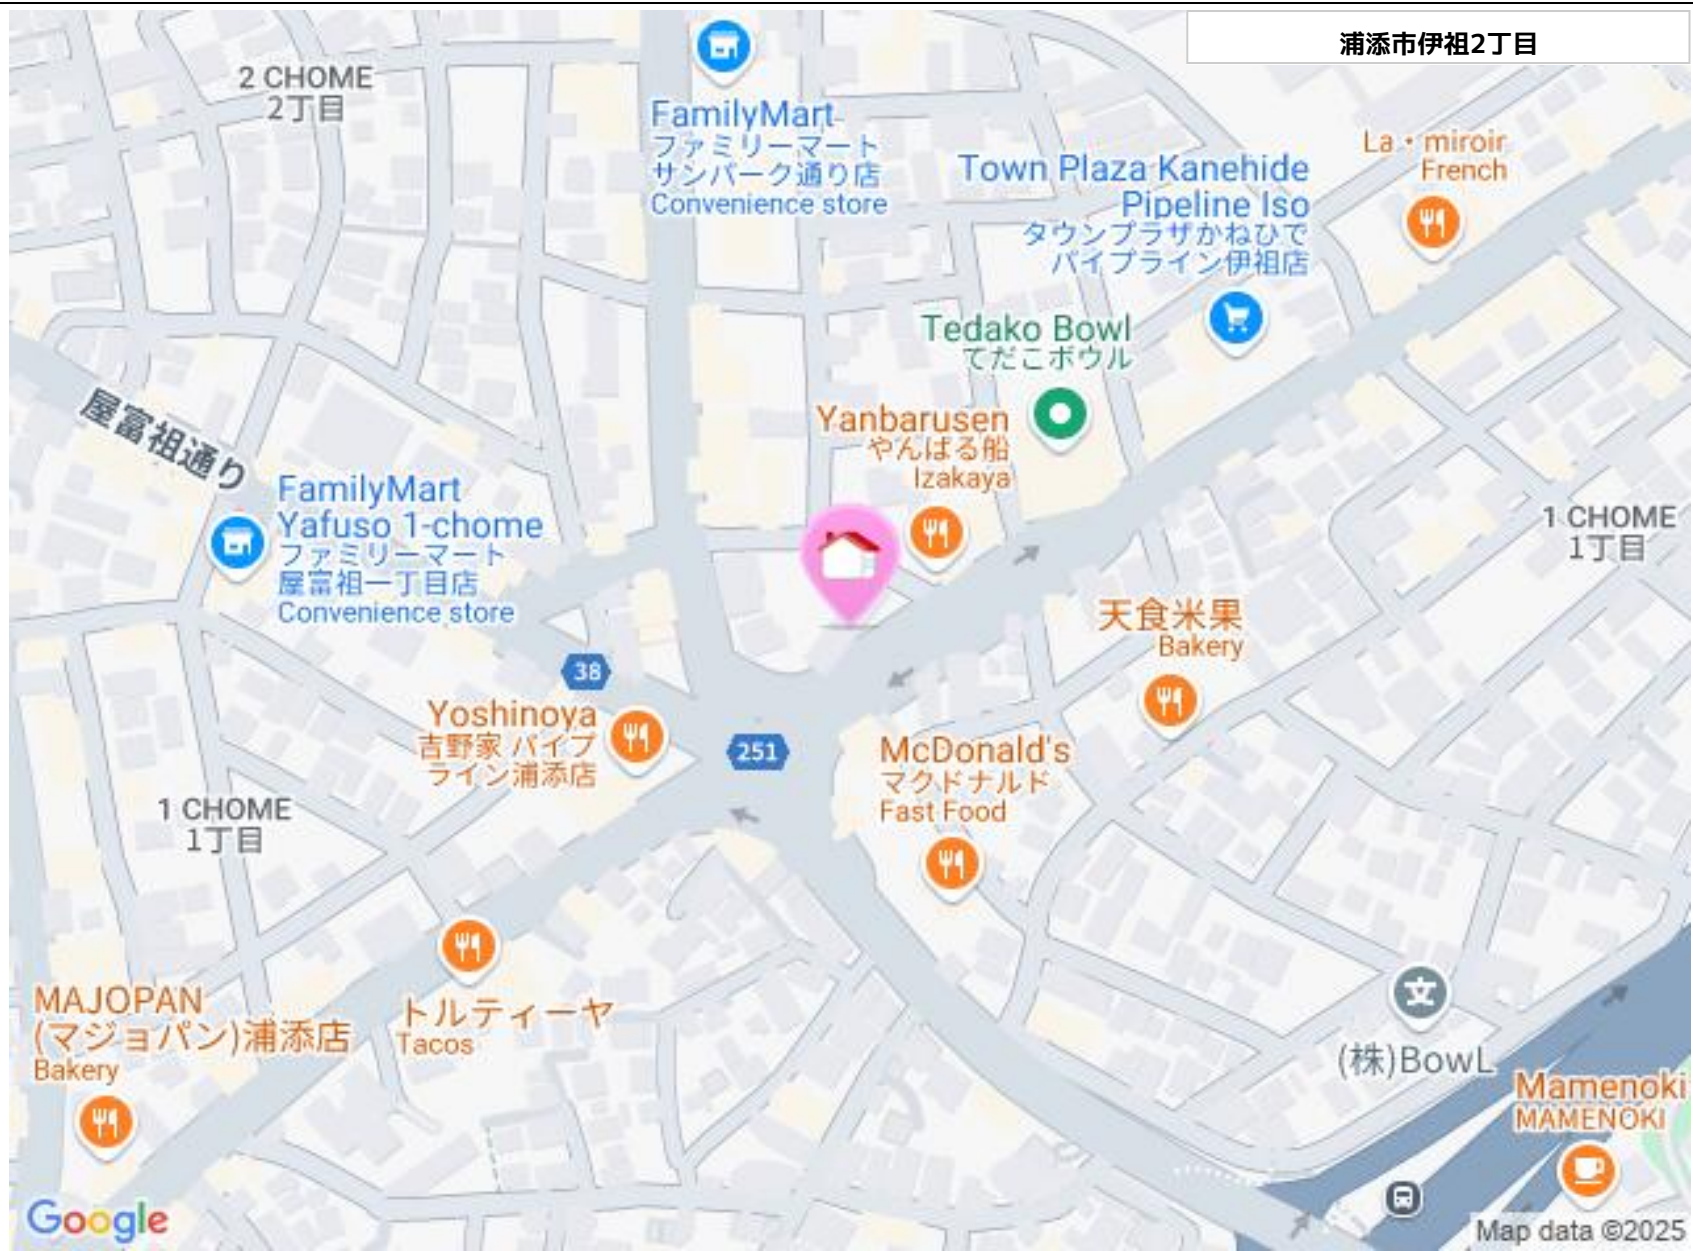 浦添市伊祖2丁目
2 CHOME
2丁目
FamilyMart
ファミリーマート
サンパーク通り店
Convenience store
La・miroir
French
Town Plaza Kanehide
Pipeline Iso
タウンプラザかねひで
パイプライン伊祖店
Tedako Bowl
てだこボウル
Yanbarusen
やんばる船
Izakaya
屋富祖通り
FamilyMart
Yafuso 1-chome
ファミリーマート
屋富祖一丁目店
Convenience store
1 CHOME
1丁目
天食米果
Bakery
38
Yoshinoya
吉野家 パイプ
ライン浦添店
251
McDonald's
マクドナルド
Fast Food
1 CHOME
1丁目
MAJOPAN
(マジョパン)浦添店
Bakery
トルティーヤ
Tacos
文
(株)BowL
Mamenoki
MAMENOKI
Google
Map data ©2025